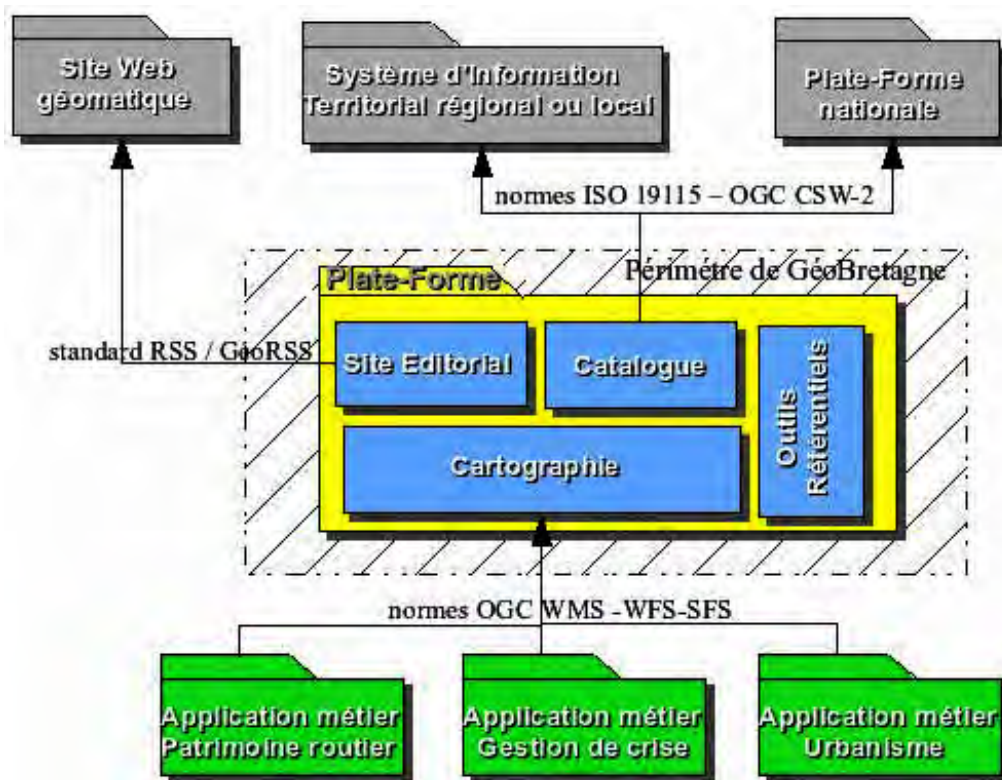 Site Web
géomatique
Système d'Information
Territorial régional ou local
Plate-Forme
nationale
normes ISO 19115 – OGC CSW-2
Périmétre de GéoBretagne
Plate-Forme
standard RSS / GéoRSS
Site Editorial
Catalogue
Outils
Référentiels
Cartographie
normes OGC WMS -WFS-SFS
Application métier
Patrimoine routier
Application métier
Gestion de crise
Application métier
Urbanisme